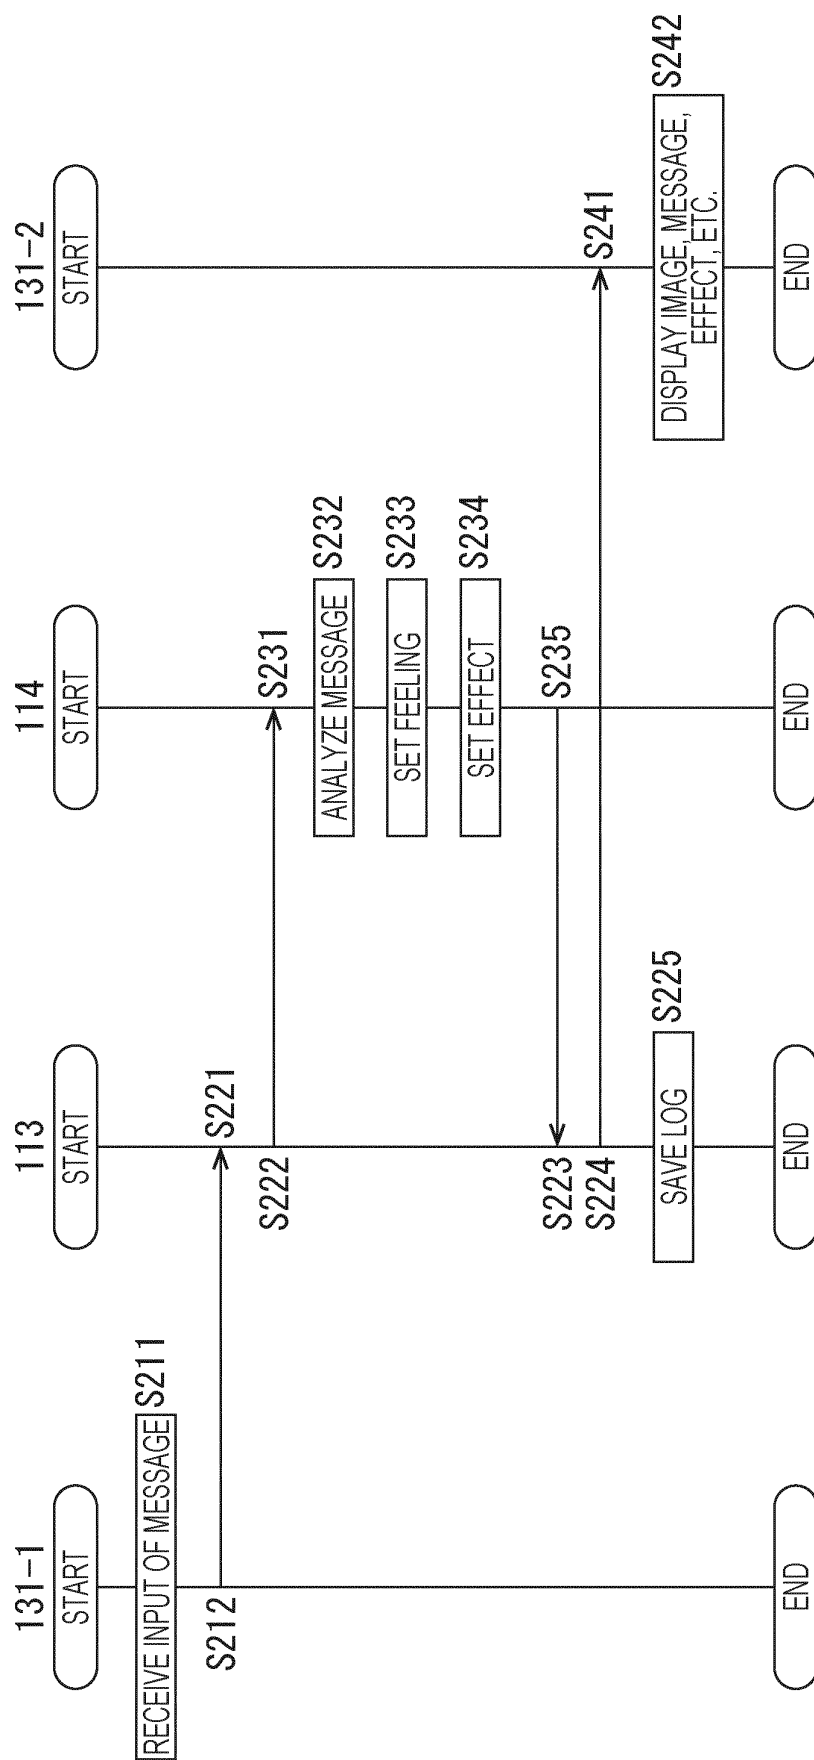 131-1
START
RECEIVE INPUT OF MESSAGE
S211
S212
END
113
START
S221
S222
S223
S224
SAVE LOG
S225
END
114
START
S231
ANALYZE MESSAGE
S232
SET FEELING
S233
SET EFFECT
S234
S235
END
131-2
START
S241
DISPLAY IMAGE, MESSAGE,
EFFECT, ETC.
S242
END